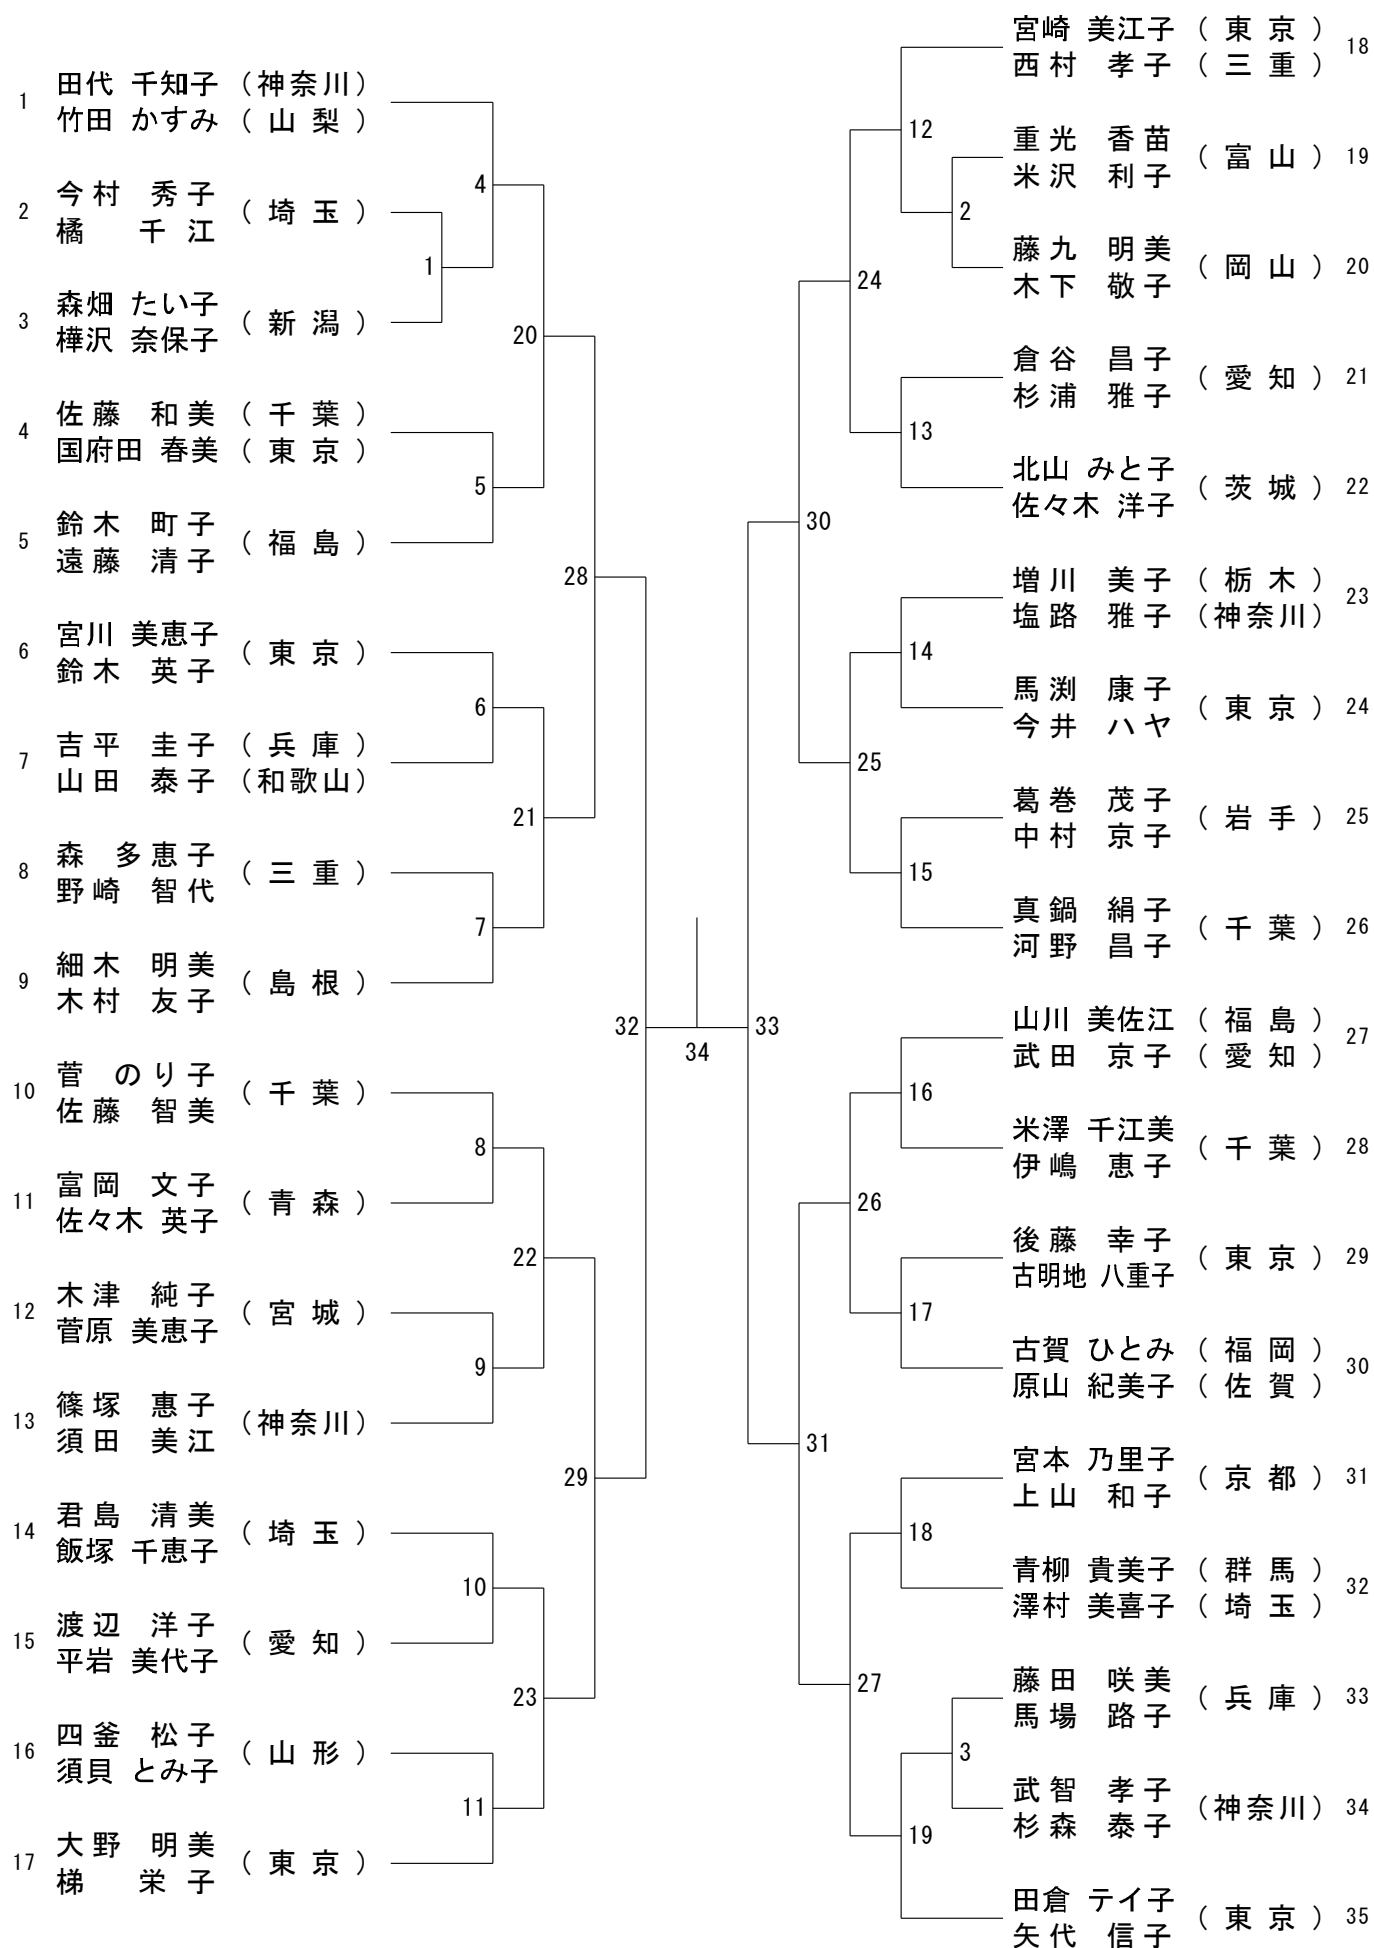 1 田代 千知子 (神奈川)
竹田 かすみ (山梨)
2 今村 秀子 (埼玉)
橘 千江
3 森畑 たい子 (新潟)
樺沢 奈保子
4 佐藤 和美 (千葉)
国府田 春美 (東京)
5 鈴木 町子 (福島)
遠藤 清子
6 宮川 美恵子 (東京)
鈴木 英子
7 吉平 圭子 (兵庫)
山田 泰子 (和歌山)
8 森 多恵子 (三重)
野崎 智代
9 細木 明美 (島根)
木村 友子
10 菅 のり子 (千葉)
佐藤 智美
11 富岡 文子 (青森)
佐々木 英子
12 木津 純子 (宮城)
菅原 美恵子
13 篠塚 惠子 (神奈川)
須田 美江
14 君島 清美 (埼玉)
飯塚 千恵子
15 渡辺 洋子 (愛知)
平岩 美代子
16 四釜 松子 (山形)
須貝 とみ子
17 大野 明美 (東京)
梯 栄子
4
1
20
5
28
6
21
7
32
8
22
9
29
10
23
11
34
33
12
2
24
13
30
14
25
15
16
26
17
31
18
27
3
19
宮崎 美江子 (東京) 18
西村 孝子 (三重)
重光 香苗 (富山) 19
米沢 利子
藤九 明美 (岡山) 20
木下 敬子
倉谷 昌子 (愛知) 21
杉浦 雅子
北山 みと子 (茨城) 22
佐々木 洋子
増川 美子 (栃木) 23
塩路 雅子 (神奈川)
馬渕 康子 (東京) 24
今井 ハヤ
葛巻 茂子 (岩手) 25
中村 京子
真鍋 絹子 (千葉) 26
河野 昌子
山川 美佐江 (福島) 27
武田 京子 (愛知)
米澤 千江美 (千葉) 28
伊嶋 恵子
後藤 幸子 (東京) 29
古明地 八重子
古賀 ひとみ (福岡) 30
原山 紀美子 (佐賀)
宮本 乃里子 (京都) 31
上山 和子
青柳 貴美子 (群馬) 32
澤村 美喜子 (埼玉)
藤田 咲美 (兵庫) 33
馬場 路子
武智 孝子 (神奈川) 34
杉森 泰子
田倉 テイ子 (東京) 35
矢代 信子